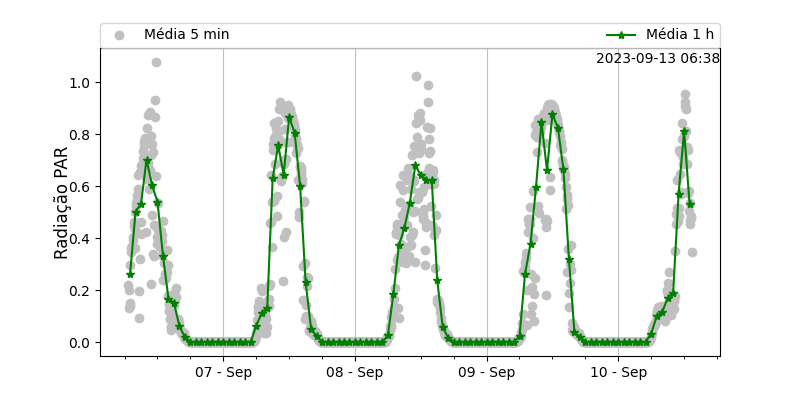 Média 5 min
Média 1 h
2023-09-13 06:38
Radiação PAR
1.0
0.8
0.6
0.4
0.2
0.0
07 - Sep
08 - Sep
09 - Sep
10 - Sep